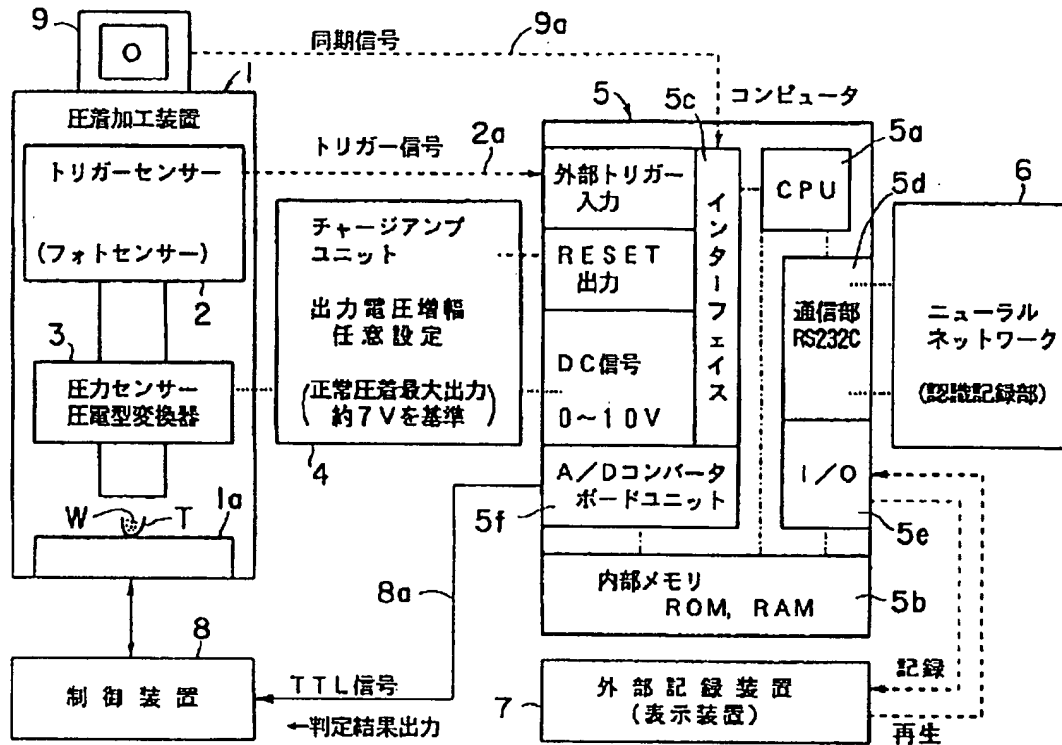 9
9a
同期信号
1
圧着加工装置
トリガーセンサー
(フォトセンサー)
2
トリガー信号
2a
チャージアンプ
ユニット
出力電圧増幅
任意設定
(正常圧着最大出力
約7Vを基準)
4
3
圧力センサー
圧電型変換器
W
T
1a
8
制御装置
コンピュータ
5
5c
5a
外部トリガー
入力
RESET
出力
DC信号
0~10V
インターフェイス
CPU
5d
通信部
RS232C
6
ニューラル
ネットワーク
(認識記録部)
A/Dコンバータ
ボードユニット
5f
I/O
5e
内部メモリ
ROM, RAM
5b
8a
TTL信号
←判定結果出力
7
外部記録装置
(表示装置)
記録
再生